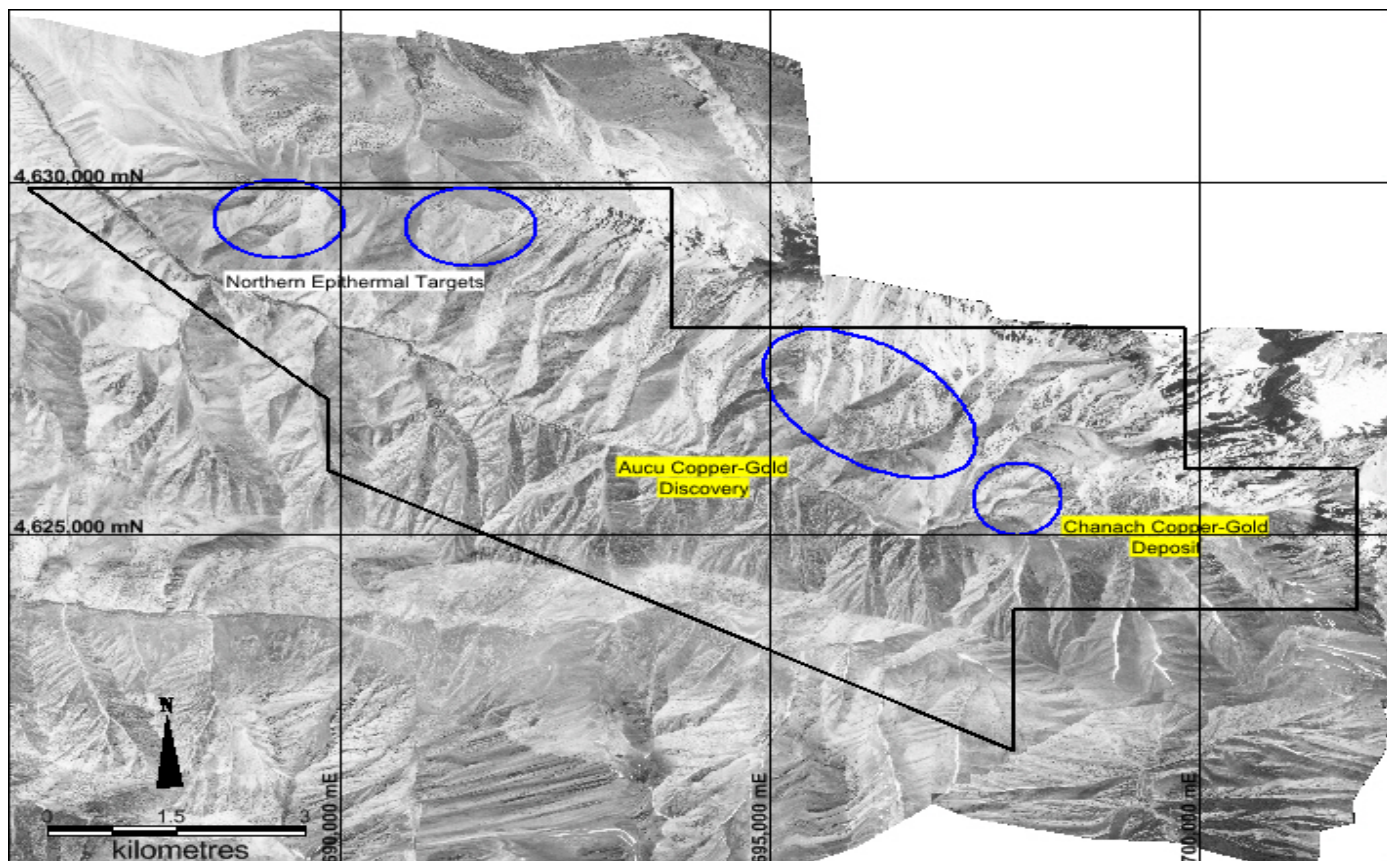 4,630,000 mN
Northern Epithermal Targets
Aucu Copper-Gold
Discovery
4,625,000 mN
Chanach Copper-Gold
Deposit
N
0 1.5 3
kilometres
690,000 mE
695,000 mE
700,000 mE